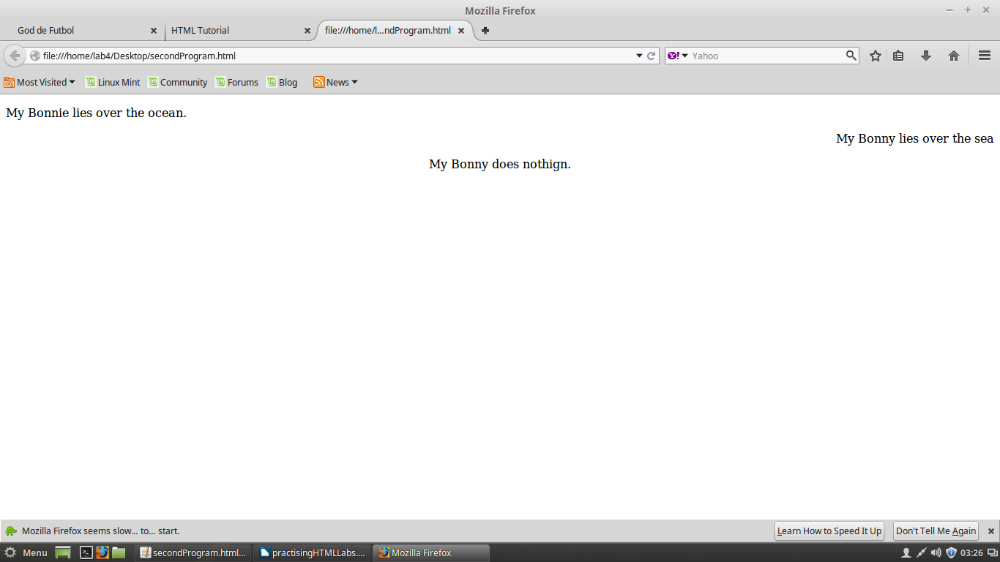 Mozilla Firefox
God de Futbol HTML Tutorial file:///home/l...ndProgram.html
file:///home/lab4/Desktop/secondProgram.html Yahoo
Most Visited Linux Mint Community Forums Blog News
My Bonnie lies over the ocean.
My Bonny lies over the sea
My Bonny does nothign.
Mozilla Firefox seems slow... to... start. Learn How to Speed It Up Don't Tell Me Again
Menu secondProgram.html... practisingHTMLLabs.... Mozilla Firefox 03:26